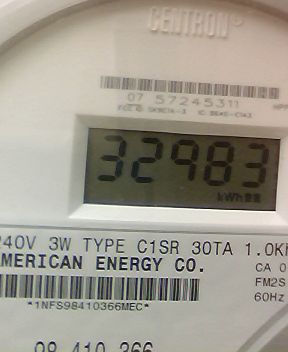 CENTRON®
07 57245311
32983
kWh
240V 3W TYPE C1SR 30TA 1.0K
AMERICAN ENERGY CO.
CA 0
FM2S
60Hz
*1NFS98410366MEC*
98 410 366